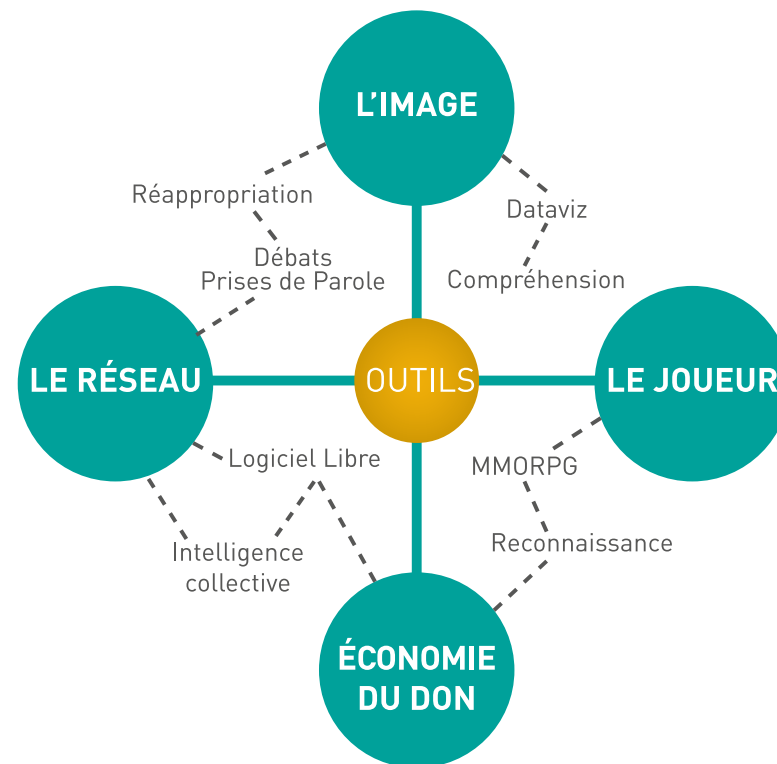 L'IMAGE
Réappropriation
Dataviz
Débats
Prises de Parole
Compréhension
LE RÉSEAU
OUTILS
LE JOUEUR
Logiciel Libre
MMORPG
Intelligence
collective
Reconnaissance
ÉCONOMIE
DU DON